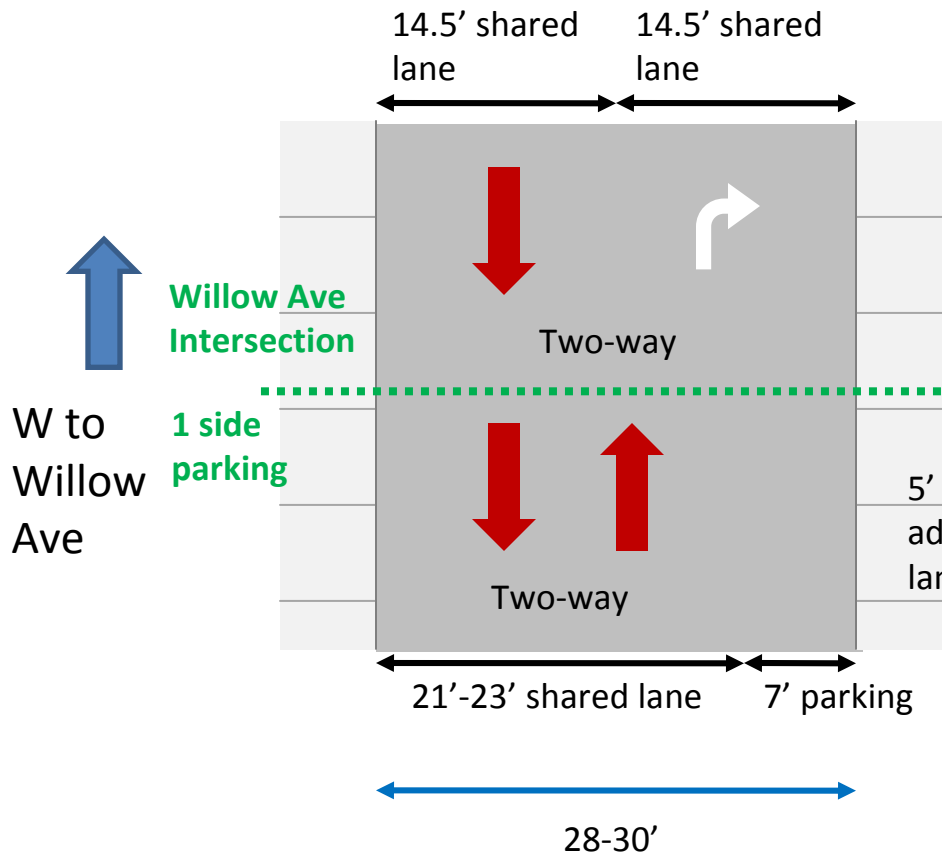 14.5’ shared
lane
14.5’ shared
lane
Willow Ave
Intersection
Two-way
W to
Willow
Ave
1 side
parking
5’
Two-way
21’-23’ shared lane
7’ parking
28-30’